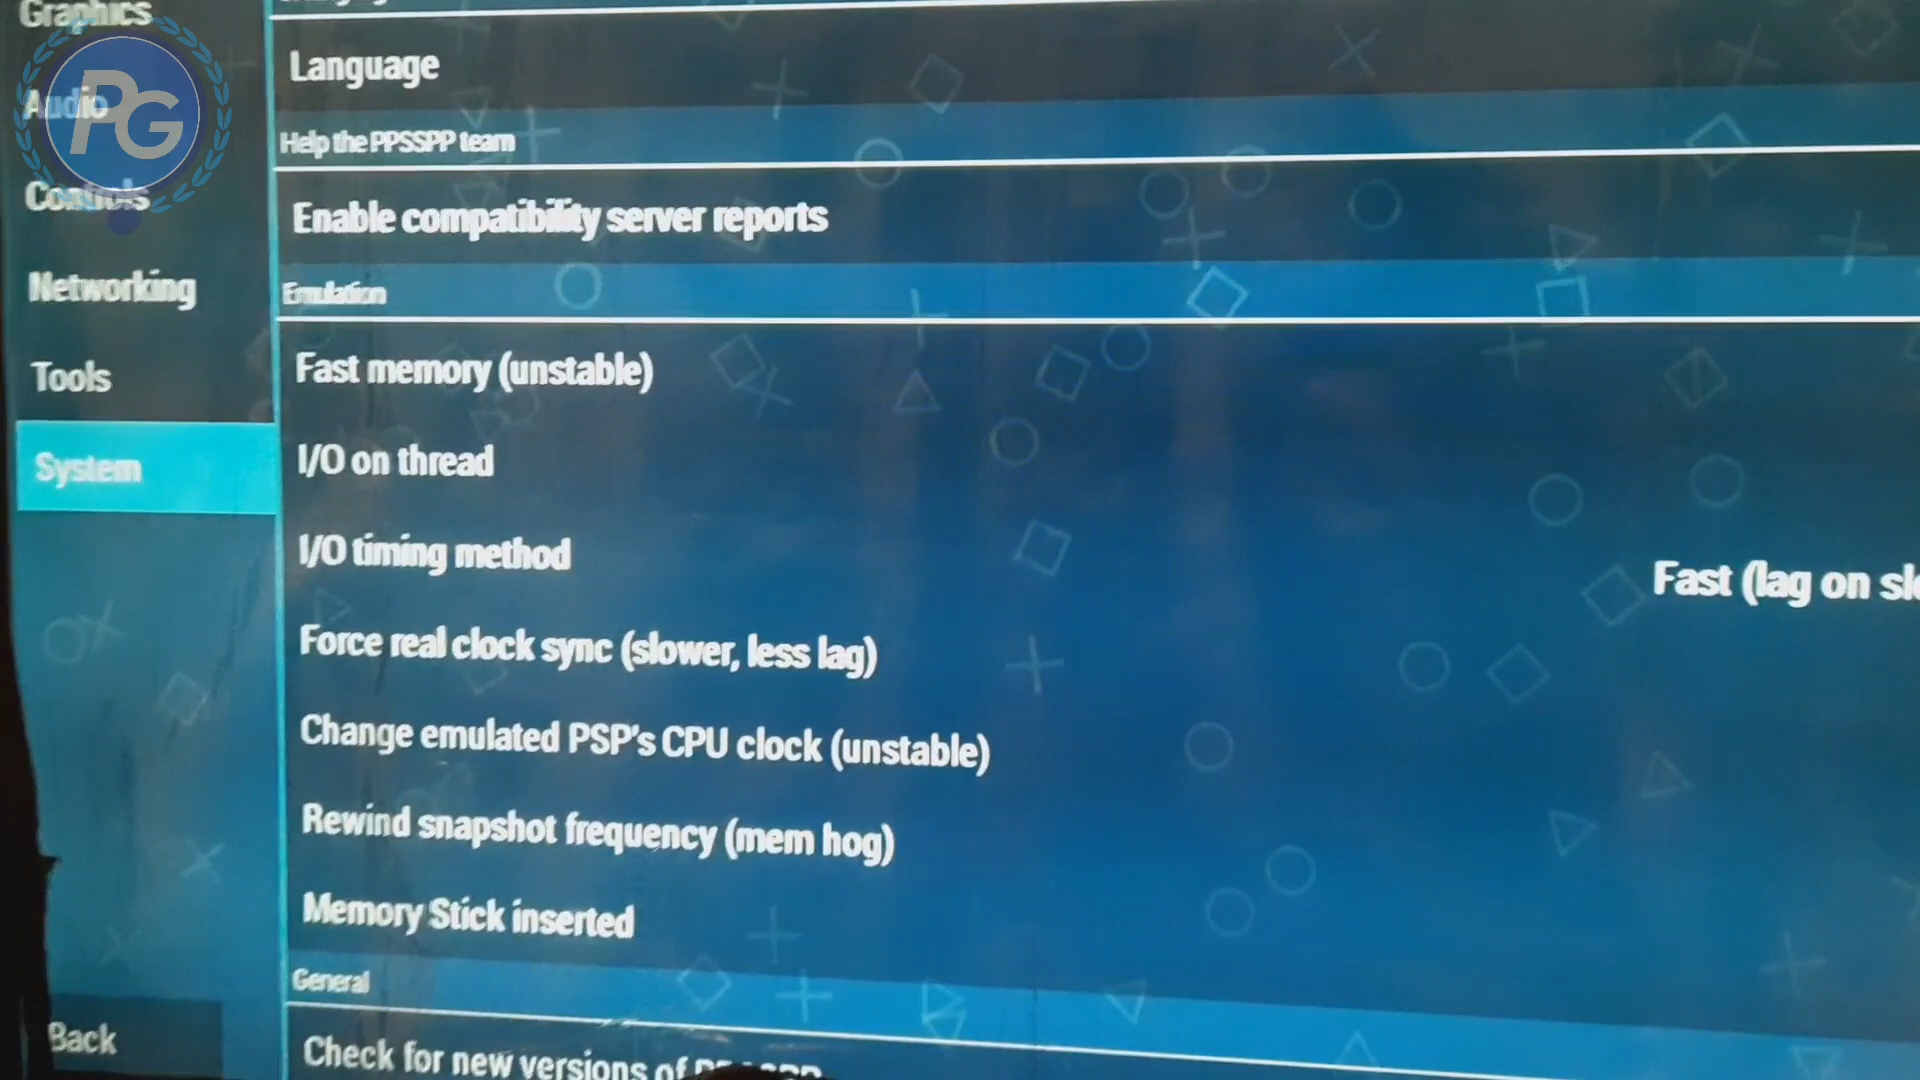 Graphics
Language
Audio
PG
Help the PPSSPP team
Controls
Enable compatibility server reports
Networking
Emulation
Fast memory (unstable)
Tools
I/O on thread
System
I/O timing method
Fast (lag on
Force real clock sync (slower, less lag)
Change emulated PSP's CPU clock (unstable)
Rewind snapshot frequency (mem hog)
Memory Stick inserted
General
Back
Check for new versions of